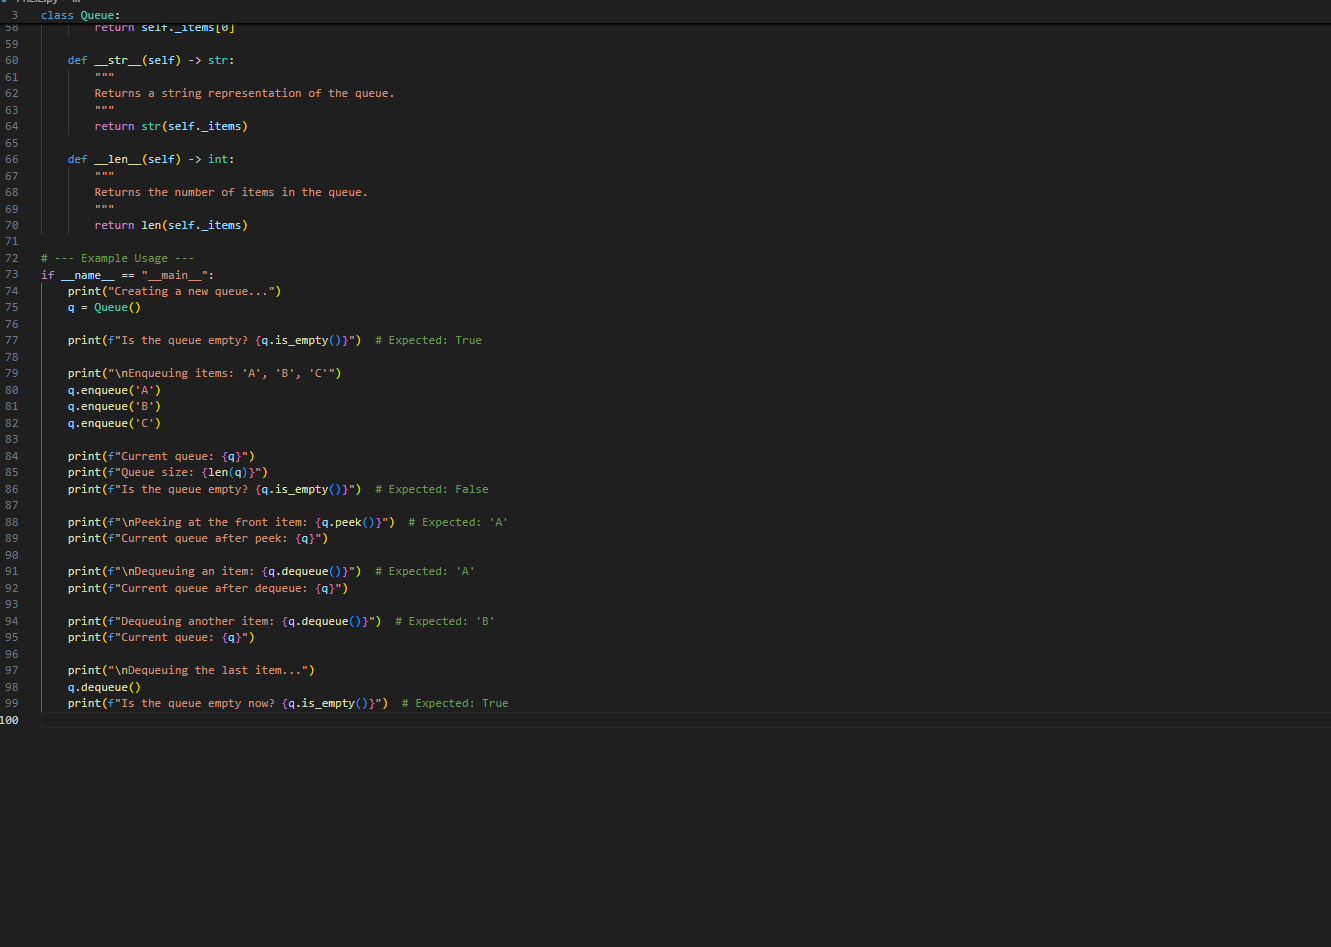 3 class Queue:
58 return self._items[0]
59
60 def __str__(self) -> str:
61 """
62 Returns a string representation of the queue.
63 """
64 return str(self._items)
65
66 def __len__(self) -> int:
67 """
68 Returns the number of items in the queue.
69 """
70 return len(self._items)
71
72 # --- Example Usage ---
73 if __name__ == "__main__":
74 print("Creating a new queue...")
75 q = Queue()
76
77 print(f"Is the queue empty? {q.is_empty()}")  # Expected: True
78
79 print("\nEnqueuing items: 'A', 'B', 'C'")
80 q.enqueue('A')
81 q.enqueue('B')
82 q.enqueue('C')
83
84 print(f"Current queue: {q}")
85 print(f"Queue size: {len(q)}")
86 print(f"Is the queue empty? {q.is_empty()}")  # Expected: False
87
88 print(f"\nPeeking at the front item: {q.peek()}")  # Expected: 'A'
89 print(f"Current queue after peek: {q}")
90
91 print(f"\nDequeuing an item: {q.dequeue()}")  # Expected: 'A'
92 print(f"Current queue after dequeue: {q}")
93
94 print(f"Dequeuing another item: {q.dequeue()}")  # Expected: 'B'
95 print(f"Current queue: {q}")
96
97 print("\nDequeuing the last item...")
98 q.dequeue()
99 print(f"Is the queue empty now? {q.is_empty()}")  # Expected: True
100